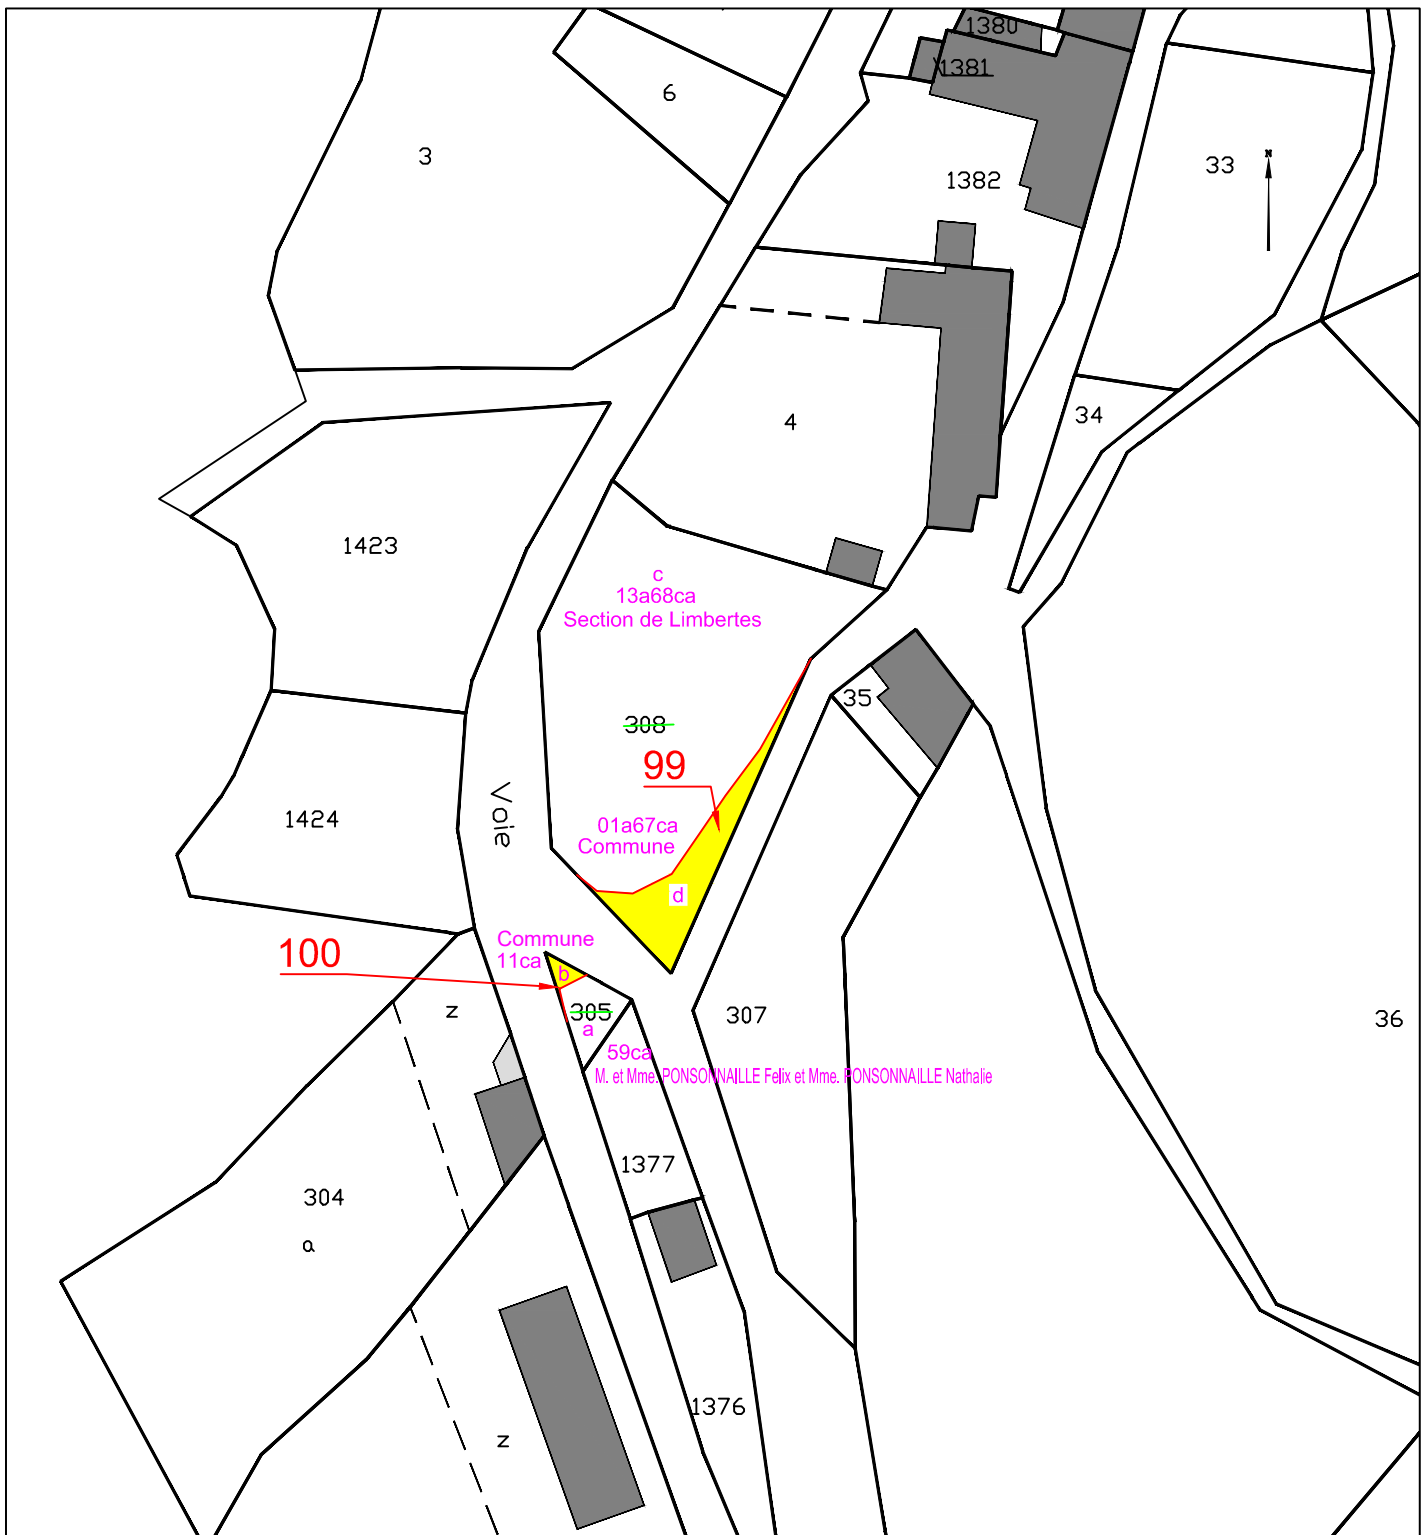 1380
1381
6
3
33
N
1382
34
4
1423
c
13a68ca
Section de Limbertes
35
308
99
Voie
1424
01a67ca
Commune
d
Commune
100
11ca
b
z
305
a
307
36
59ca
M. et Mme. PONSONNAILLE Felix et Mme. PONSONNAILLE Nathalie
1377
304
a
1376
z